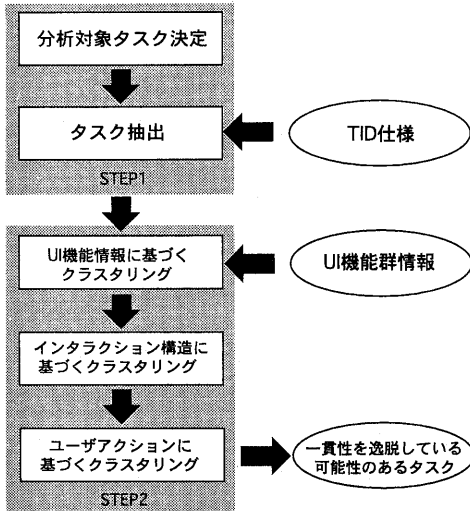 分析対象タスク決定
タスク抽出
TID仕様
STEP1
UI機能情報に基づく
クラスタリング
UI機能群情報
インタラクション構造に
基づくクラスタリング
ユーザアクションに
基づくクラスタリング
一貫性を逸脱している
可能性のあるタスク
STEP2